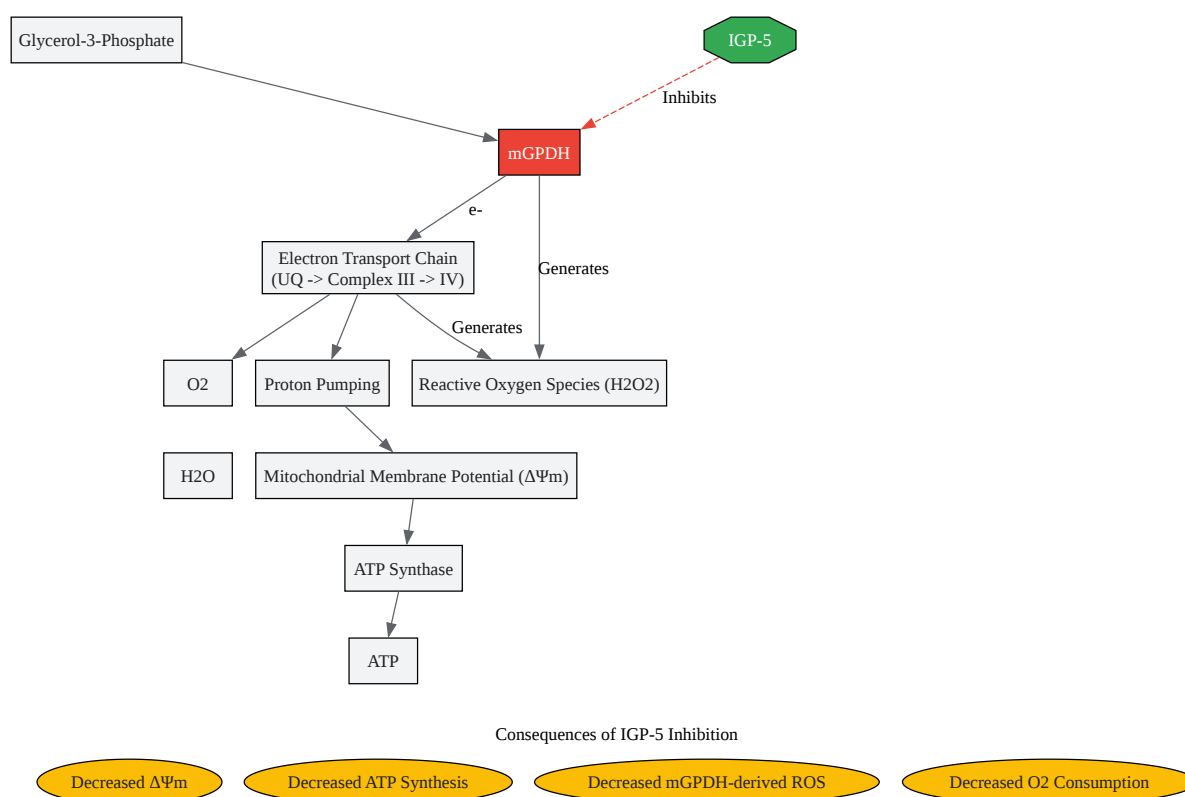 Glycerol-3-Phosphate
IGP-5
Inhibits
mGPDH
e-
Electron Transport Chain
(UQ -> Complex III -> IV)
Generates
Generates
O2
Proton Pumping
Reactive Oxygen Species (H2O2)
H2O
Mitochondrial Membrane Potential (ΔΨm)
ATP Synthase
ATP
Consequences of IGP-5 Inhibition
Decreased ΔΨm
Decreased ATP Synthesis
Decreased mGPDH-derived ROS
Decreased O2 Consumption